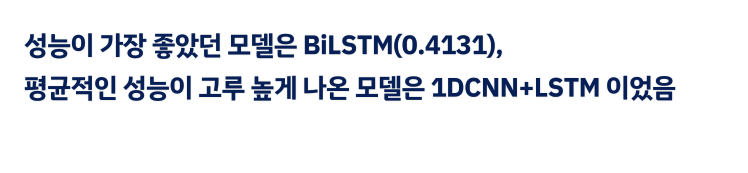 성능이 가장 좋았던 모델은 BiLSTM(0.4131),
평균적인 성능이 고루 높게 나온 모델은 1DCNN+LSTM 이었음